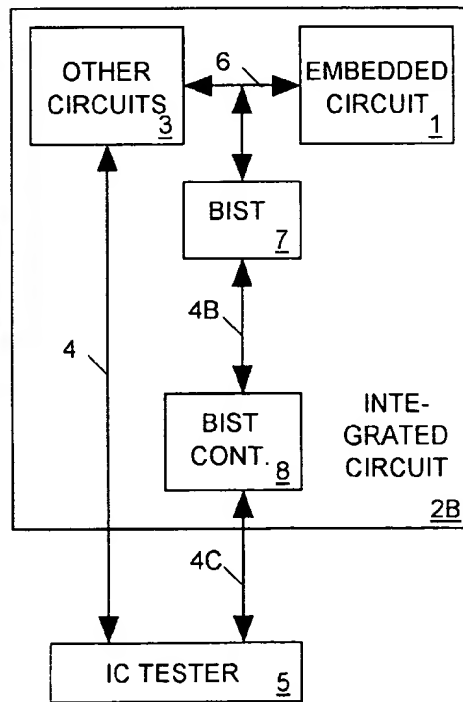 OTHER
CIRCUITS
3
6
EMBEDDED
CIRCUIT
1
BIST
7
4
4B
BIST
CONT.
8
INTE-
GRATED
CIRCUIT
2B
4C
IC TESTER
5